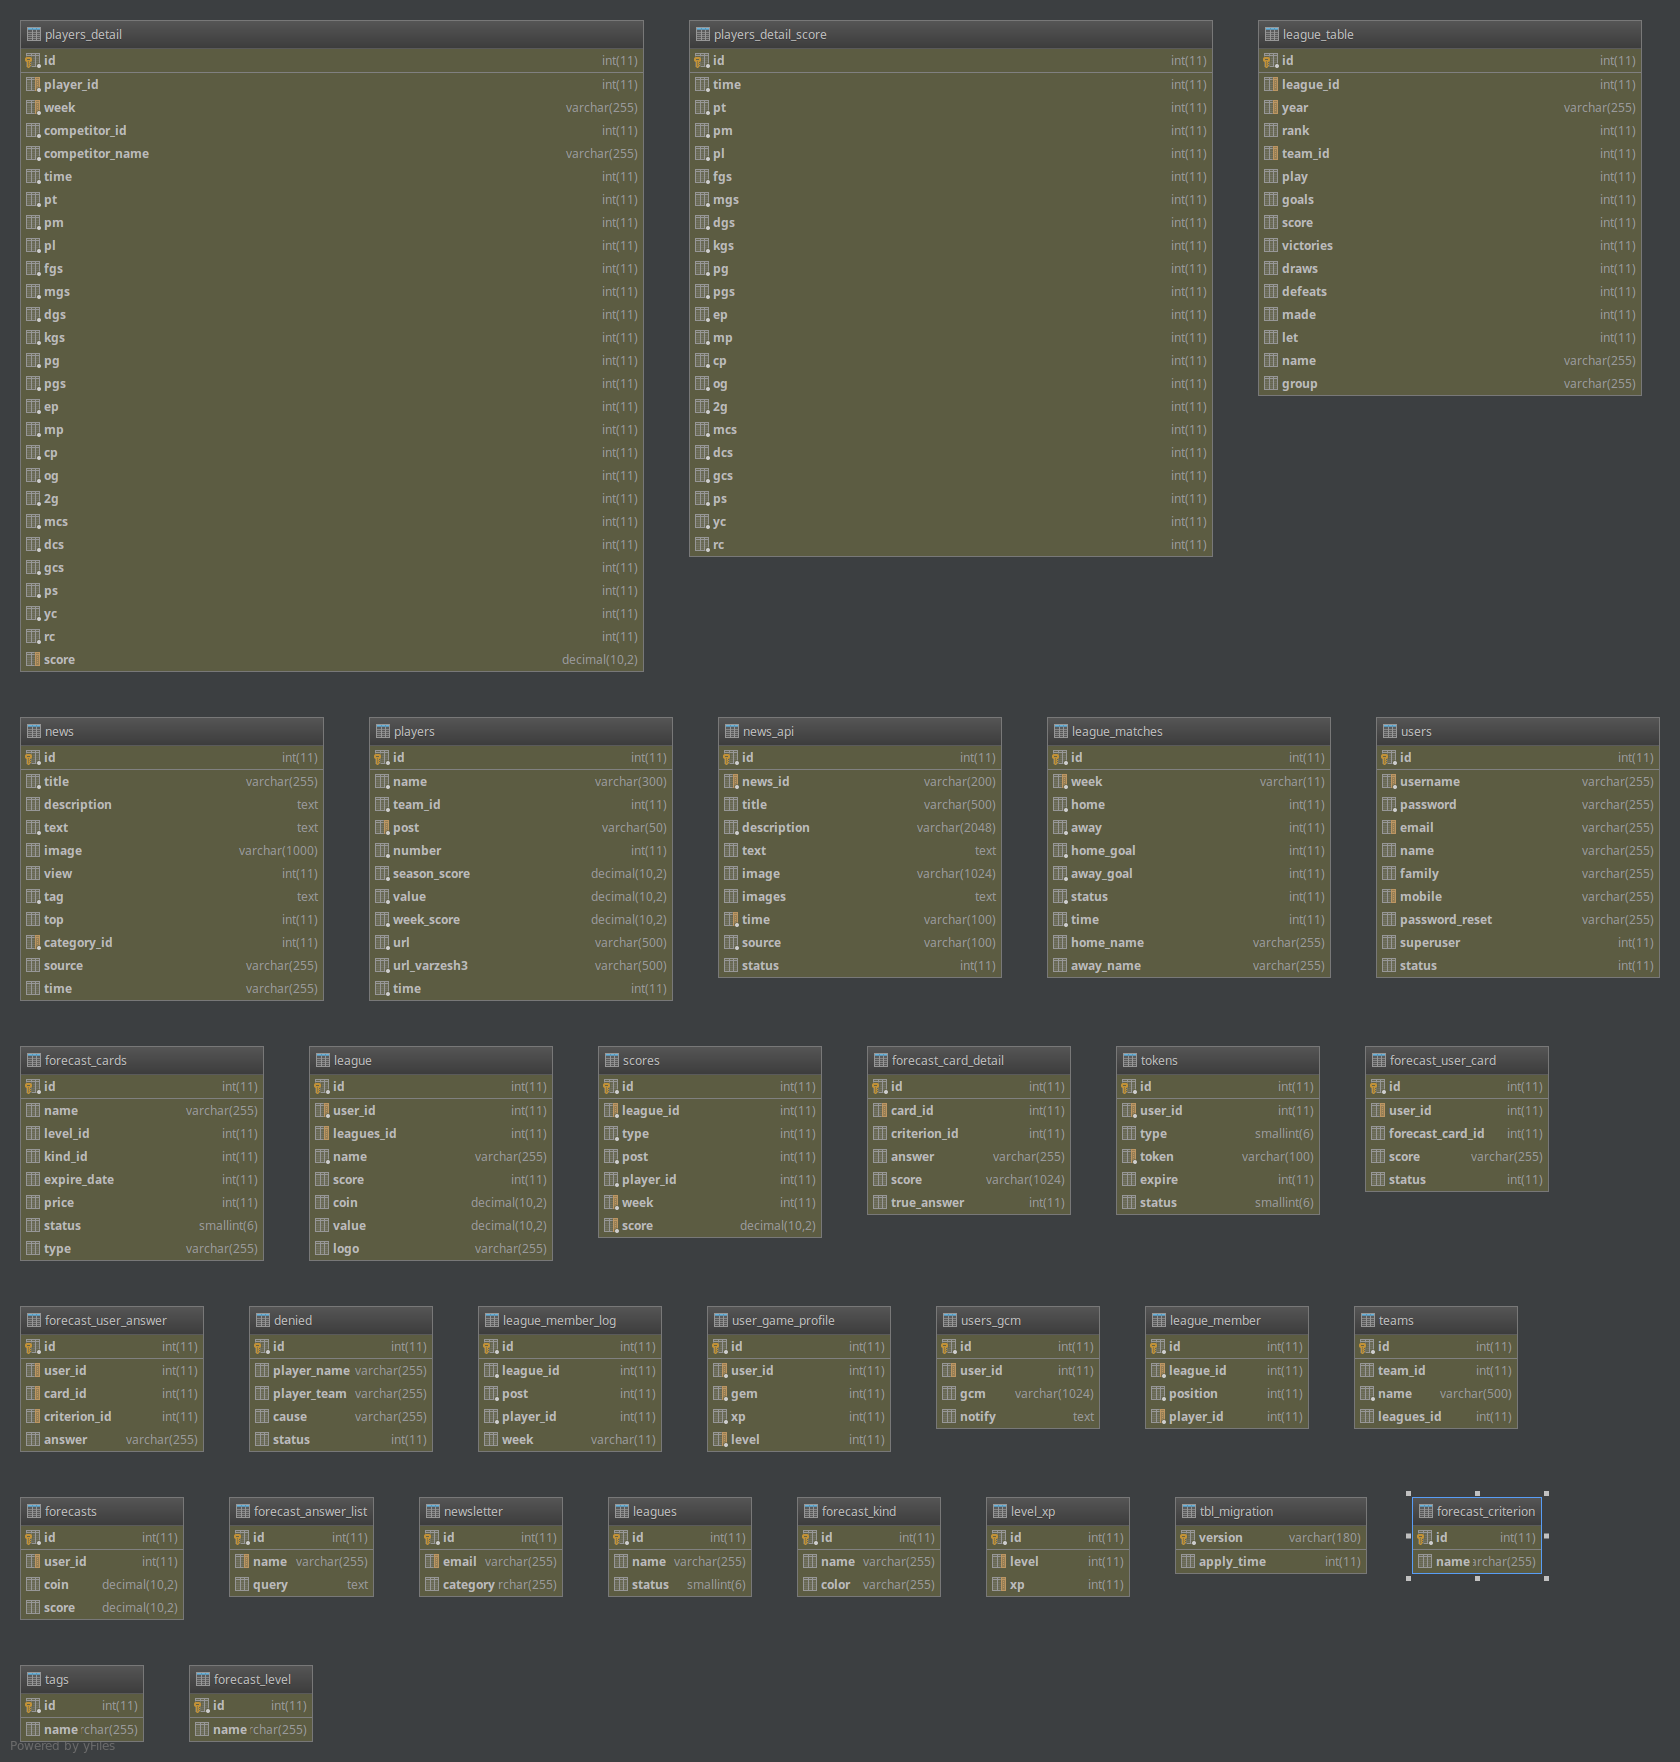 players_detail
id int(11)
player_id int(11)
week varchar(255)
competitor_id int(11)
competitor_name varchar(255)
time int(11)
pt int(11)
pm int(11)
pl int(11)
fgs int(11)
mgs int(11)
dgs int(11)
kgs int(11)
pg int(11)
pgs int(11)
ep int(11)
mp int(11)
cp int(11)
og int(11)
2g int(11)
mcs int(11)
dcs int(11)
gcs int(11)
ps int(11)
yc int(11)
rc int(11)
score decimal(10,2)
players_detail_score
id int(11)
time int(11)
pt int(11)
pm int(11)
pl int(11)
fgs int(11)
mgs int(11)
dgs int(11)
kgs int(11)
pg int(11)
pgs int(11)
ep int(11)
mp int(11)
cp int(11)
og int(11)
2g int(11)
mcs int(11)
dcs int(11)
gcs int(11)
ps int(11)
yc int(11)
rc int(11)
league_table
id int(11)
league_id int(11)
year varchar(255)
rank int(11)
team_id int(11)
play int(11)
goals int(11)
score int(11)
victories int(11)
draws int(11)
defeats int(11)
made int(11)
let int(11)
name varchar(255)
group varchar(255)
news
id int(11)
title varchar(255)
description text
text text
image varchar(1000)
view int(11)
tag text
top int(11)
category_id int(11)
source varchar(255)
time varchar(255)
players
id int(11)
name varchar(300)
team_id int(11)
post varchar(50)
number int(11)
season_score decimal(10,2)
value decimal(10,2)
week_score decimal(10,2)
url varchar(500)
url_varzesh3 varchar(500)
time int(11)
news_api
id int(11)
news_id varchar(200)
title varchar(500)
description varchar(2048)
text text
image varchar(1024)
images text
time varchar(100)
source varchar(100)
status int(11)
league_matches
id int(11)
week varchar(11)
home int(11)
away int(11)
home_goal int(11)
away_goal int(11)
status int(11)
time int(11)
home_name varchar(255)
away_name varchar(255)
users
id int(11)
username varchar(255)
password varchar(255)
email varchar(255)
name varchar(255)
family varchar(255)
mobile varchar(255)
password_reset varchar(255)
superuser int(11)
status int(11)
forecast_cards
id int(11)
name varchar(255)
level_id int(11)
kind_id int(11)
expire_date int(11)
price int(11)
status smallint(6)
type varchar(255)
league
id int(11)
user_id int(11)
leagues_id int(11)
name varchar(255)
score int(11)
coin decimal(10,2)
value decimal(10,2)
logo varchar(255)
scores
id int(11)
league_id int(11)
type int(11)
post int(11)
player_id int(11)
week int(11)
score decimal(10,2)
forecast_card_detail
id int(11)
card_id int(11)
criterion_id int(11)
answer varchar(255)
score varchar(1024)
true_answer int(11)
tokens
id int(11)
user_id int(11)
type smallint(6)
token varchar(100)
expire int(11)
status smallint(6)
forecast_user_card
id int(11)
user_id int(11)
forecast_card_id int(11)
score varchar(255)
status int(11)
forecast_user_answer
id int(11)
user_id int(11)
card_id int(11)
criterion_id int(11)
answer varchar(255)
denied
id int(11)
player_name varchar(255)
player_team varchar(255)
cause varchar(255)
status int(11)
league_member_log
id int(11)
league_id int(11)
post int(11)
player_id int(11)
week varchar(11)
user_game_profile
id int(11)
user_id int(11)
gem int(11)
xp int(11)
level int(11)
users_gcm
id int(11)
user_id int(11)
gcm varchar(1024)
notify text
league_member
id int(11)
league_id int(11)
position int(11)
player_id int(11)
teams
id int(11)
team_id int(11)
name varchar(500)
leagues_id int(11)
forecasts
id int(11)
user_id int(11)
coin decimal(10,2)
score decimal(10,2)
forecast_answer_list
id int(11)
name varchar(255)
query text
newsletter
id int(11)
email varchar(255)
category rchar(255)
leagues
id int(11)
name varchar(255)
status smallint(6)
forecast_kind
id int(11)
name varchar(255)
color varchar(255)
level_xp
id int(11)
level int(11)
xp int(11)
tbl_migration
version varchar(180)
apply_time int(11)
forecast_criterion
id int(11)
name archar(255)
tags
id int(11)
name rchar(255)
forecast_level
id int(11)
name rchar(255)
Powered by yFiles